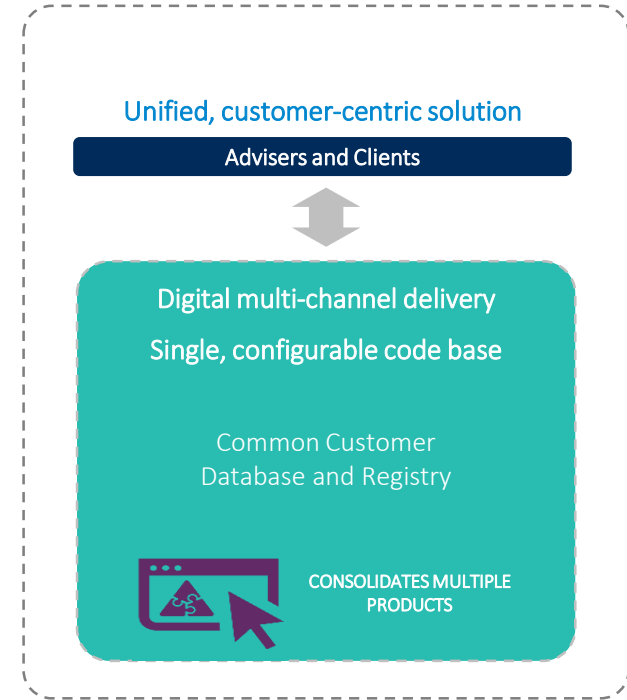 Unified, customer-centric solution
Advisers and Clients
Digital multi-channel delivery
Single, configurable code base
Common Customer
Database and Registry
CONSOLIDATES MULTIPLE
PRODUCTS